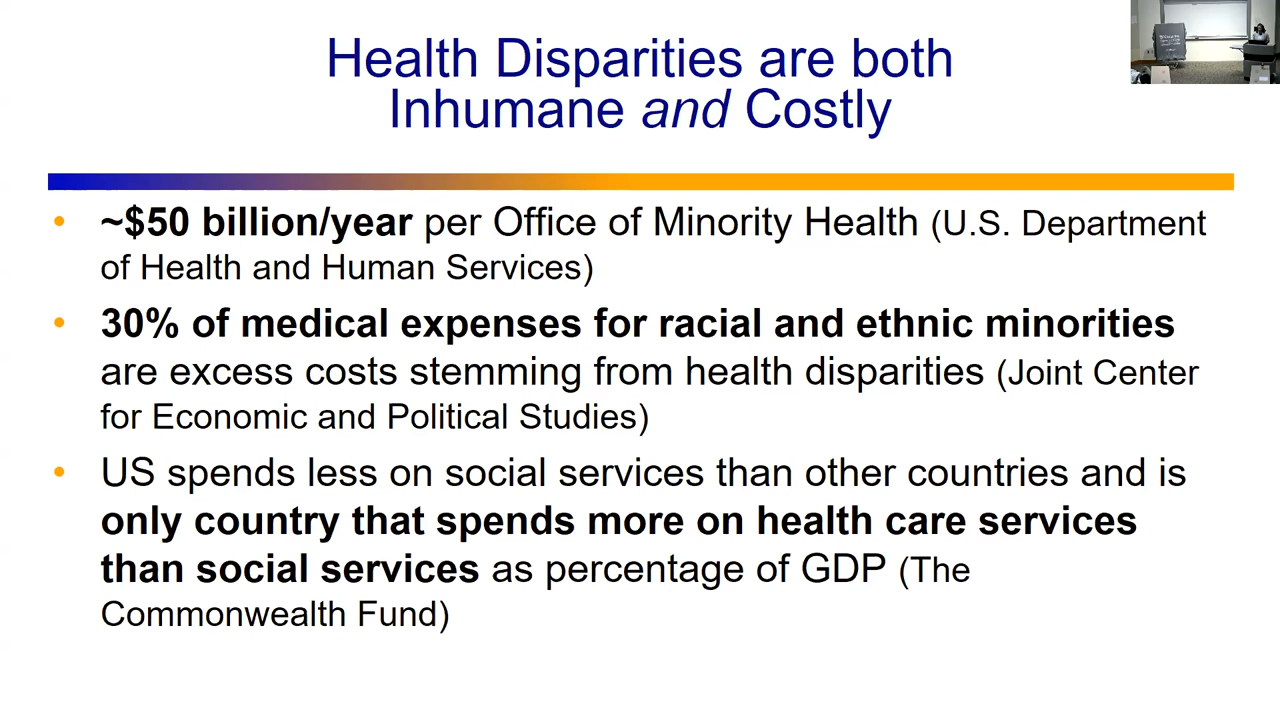 Health Disparities are both
Inhumane and Costly
• ~$50 billion/year per Office of Minority Health (U.S. Department
of Health and Human Services)
• 30% of medical expenses for racial and ethnic minorities
are excess costs stemming from health disparities (Joint Center
for Economic and Political Studies)
• US spends less on social services than other countries and is
only country that spends more on health care services
than social services as percentage of GDP (The
Commonwealth Fund)